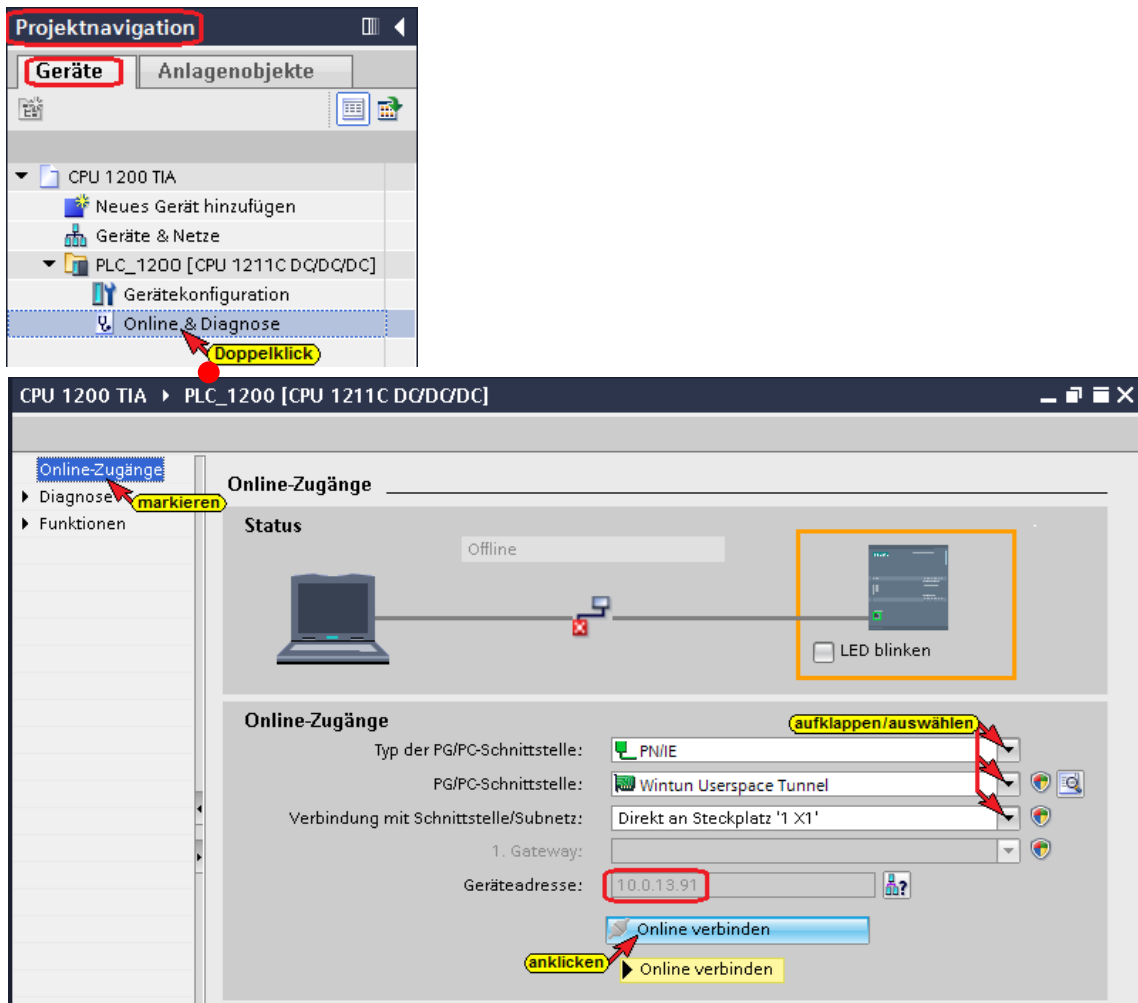 Projektnavigation
Geräte
Anlagenobjekte
CPU 1200 TIA
Neues Gerät hinzufügen
Geräte & Netze
PLC_1200 [CPU 1211C DC/DC/DC]
Gerätekonfiguration
Online & Diagnose
Doppelklick
CPU 1200 TIA PLC_1200 [CPU 1211C DC/DC/DC]
Online-Zugänge
Diagnose
markieren
Funktionen
Online-Zugänge
Status
Offline
LED blinken
Online-Zugänge
aufklappen/auswählen
Typ der PG/PC-Schnittstelle: PN/IE
PG/PC-Schnittstelle: Wintun Userspace Tunnel
Verbindung mit Schnittstelle/Subnetz: Direkt an Steckplatz '1 X1'
1. Gateway:
Geräteadresse: 10.0.13.91
Online verbinden
anklicken
Online verbinden